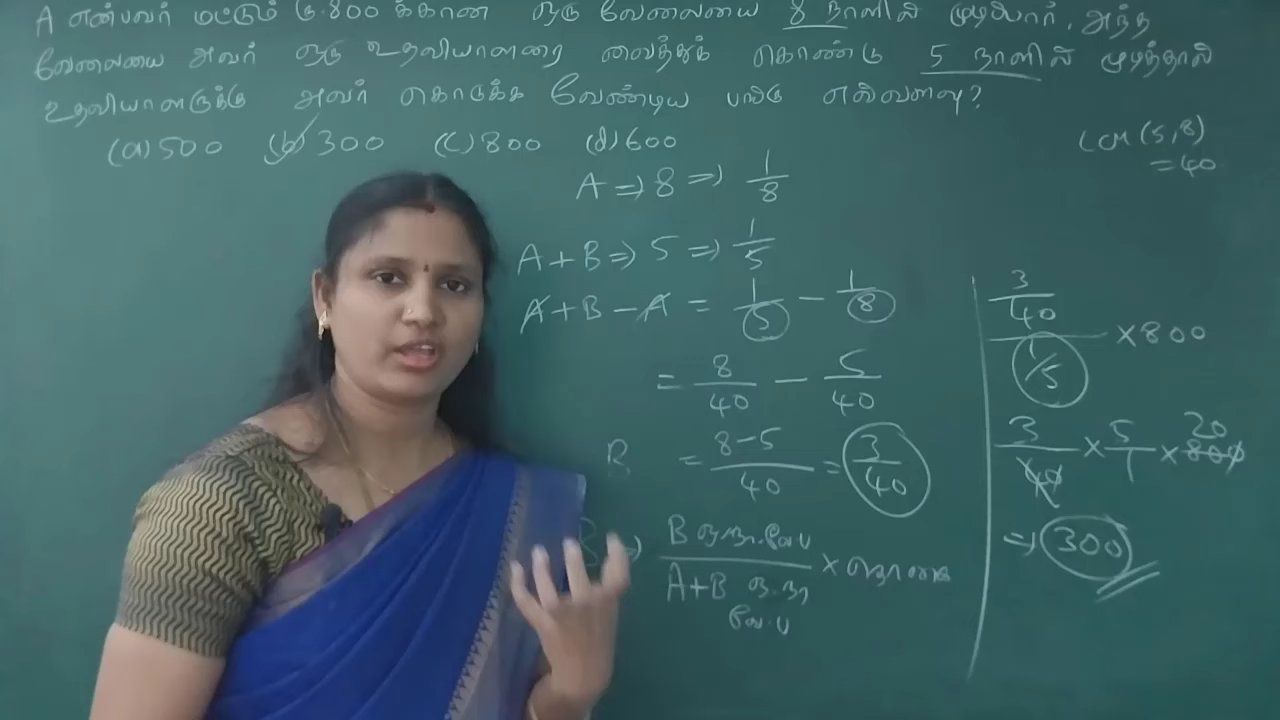 A என்பவர் மட்டும் ரூ.800 க்கான ஒரு வேலையை 8 நாளில் முடிப்பார். அந்த
வேலையை அவர் ஒரு உதவியாளரை வைத்துக் கொண்டு 5 நாளில் முடித்தால்
உதவியாளருக்கு அவர் கொடுக்க வேண்டிய பங்கு எவ்வளவு?
(a) 500 (b) 300 (c) 800 (d) 600
LCM (5,8)
= 40
A ⇒ 8 ⇒ 1/8
A+B ⇒ 5 ⇒ 1/5
A+B-A = 1/5 - 1/8
= 8/40 - 5/40
B = 8-5/40 = 3/40
B ⇒ B ஒ.நா.வே.ப / A+B ஒ.நா வே.ப × தொகை
3/40 / 1/5 × 800
3/40 × 5/1 × 800 20
⇒ 300